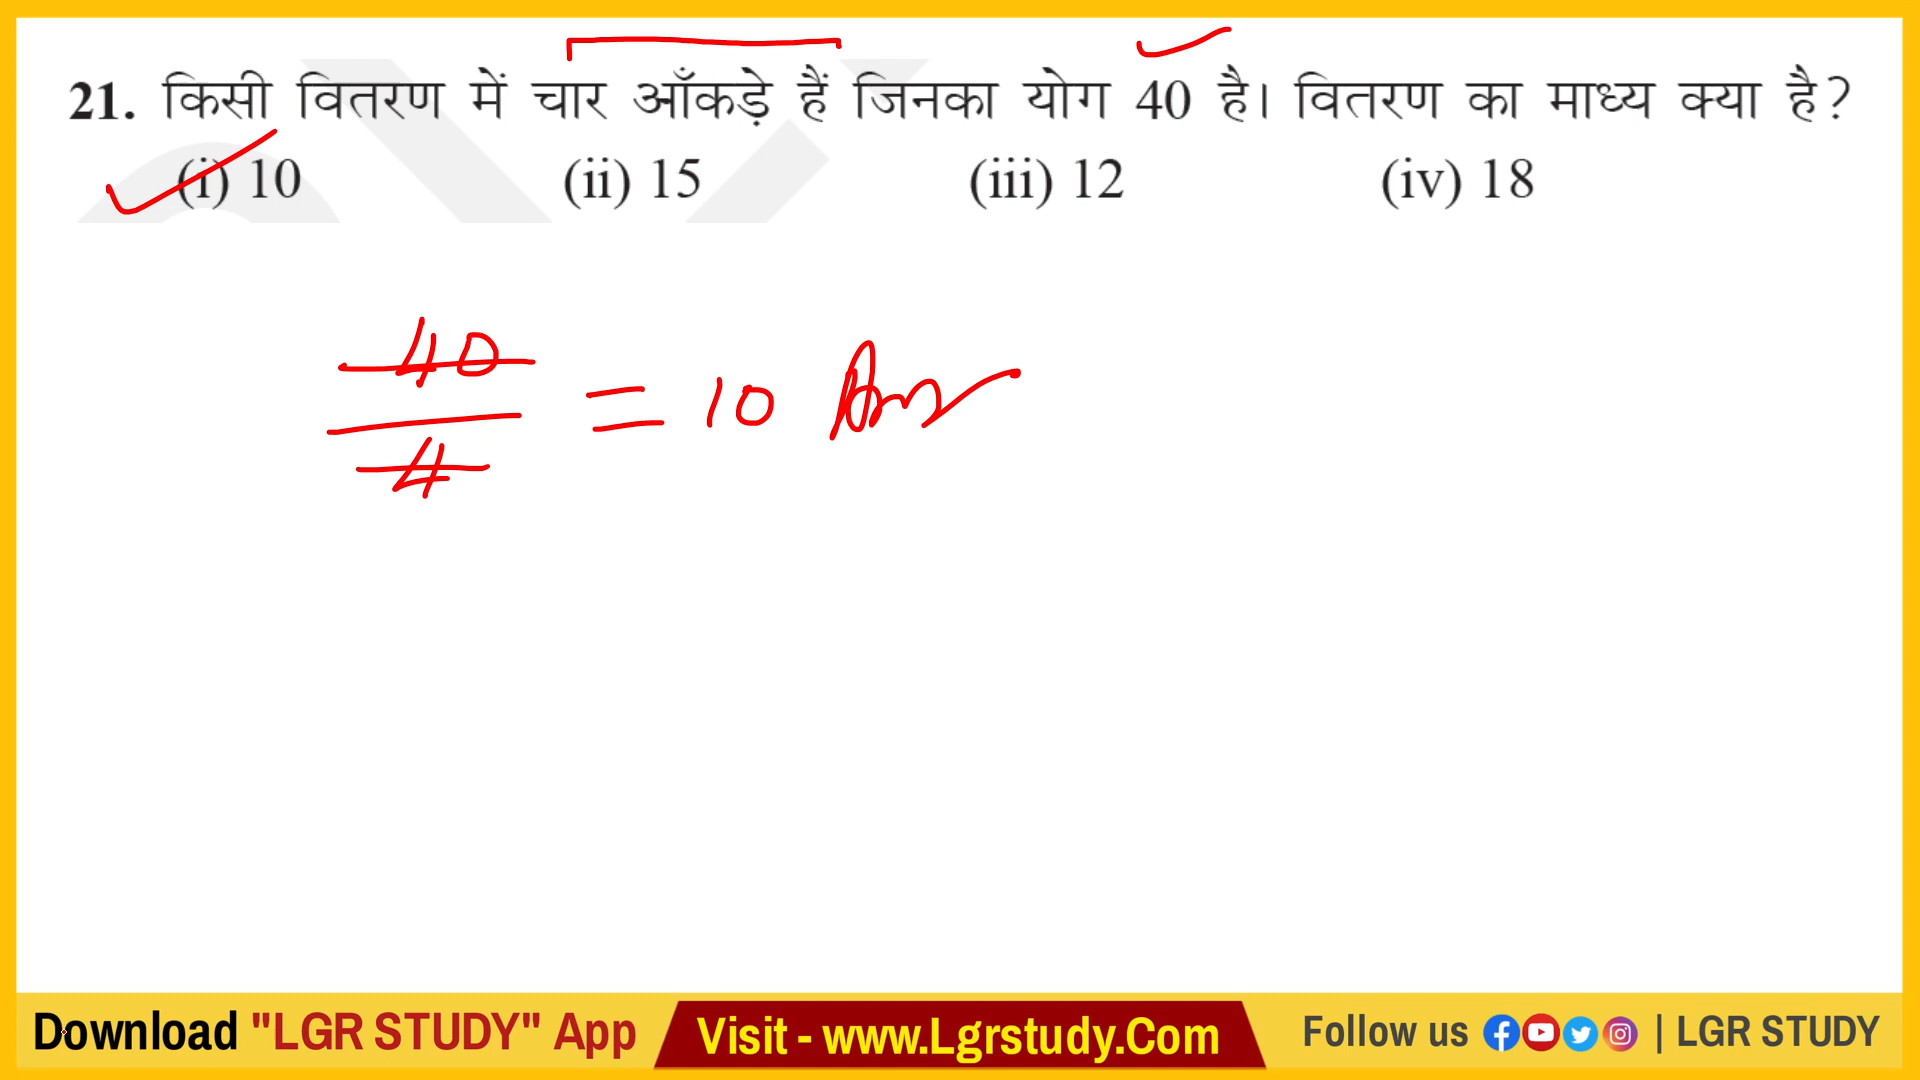 21. किसी वितरण में चार आँकड़े हैं जिनका योग 40 है। वितरण का माध्य क्या है?
(i) 10 (ii) 15 (iii) 12 (iv) 18
40
4
= 10 Ans
Download "LGR STUDY" App Visit - www.Lgrstudy.Com Follow us | LGR STUDY